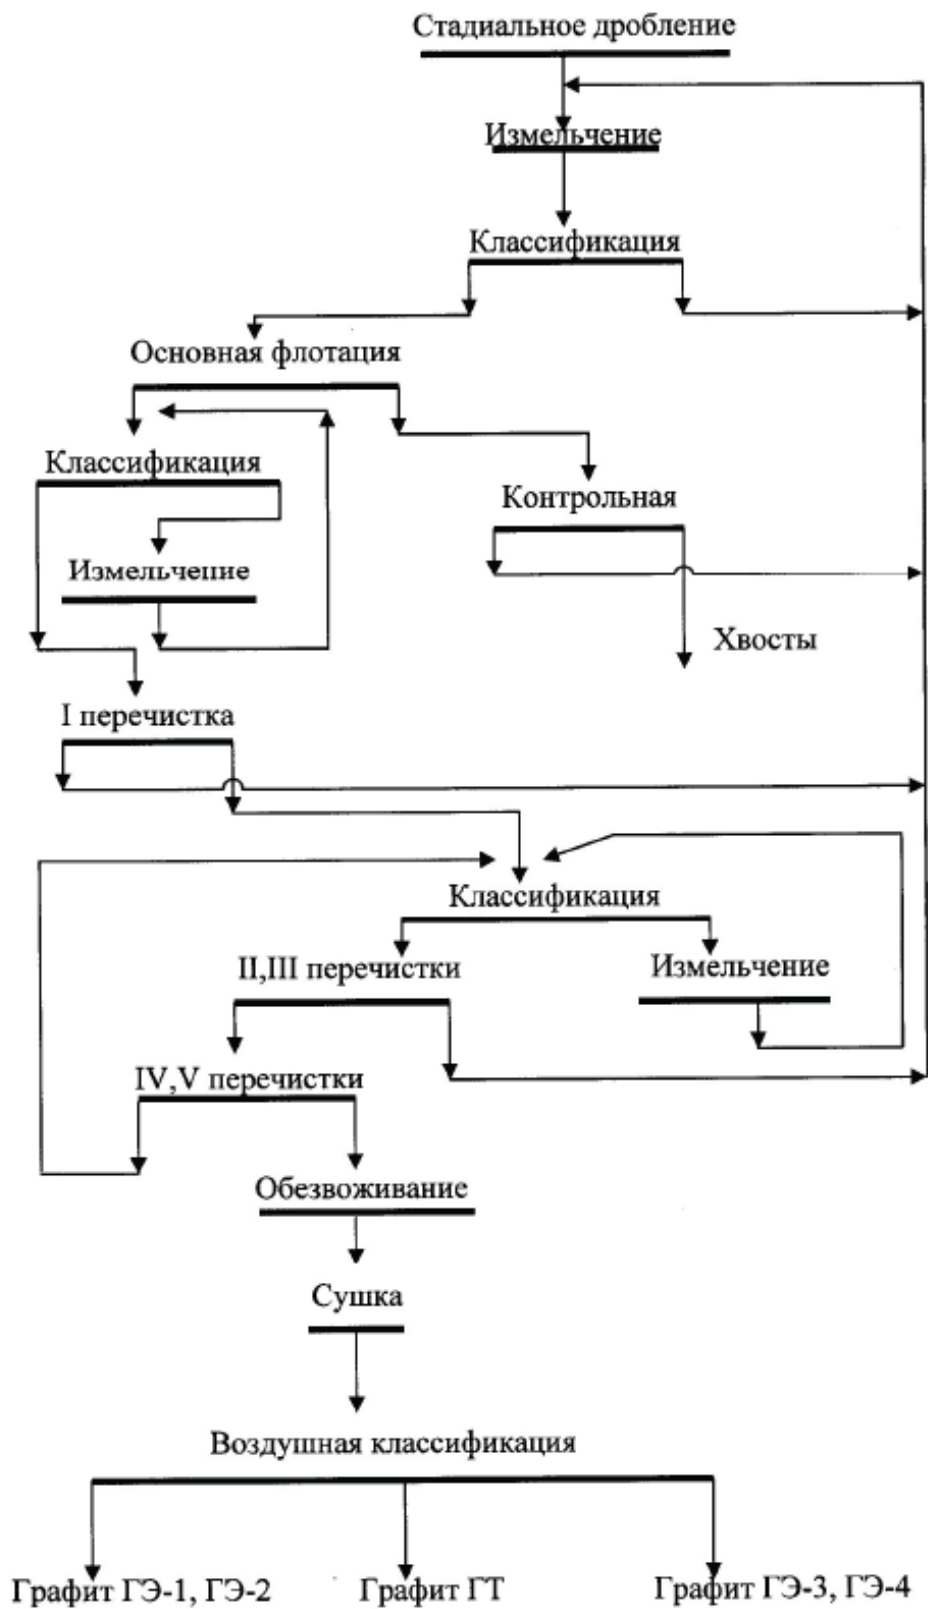 Стадиальное дробление
Измельчение
Классификация
Основная флотация
Классификация
Контрольная
Измельчение
Хвосты
I перечистка
Классификация
II,III перечистки
Измельчение
IV,V перечистки
Обезвоживание
Сушка
Воздушная классификация
Графит ГЭ-1, ГЭ-2
Графит ГТ
Графит ГЭ-3, ГЭ-4